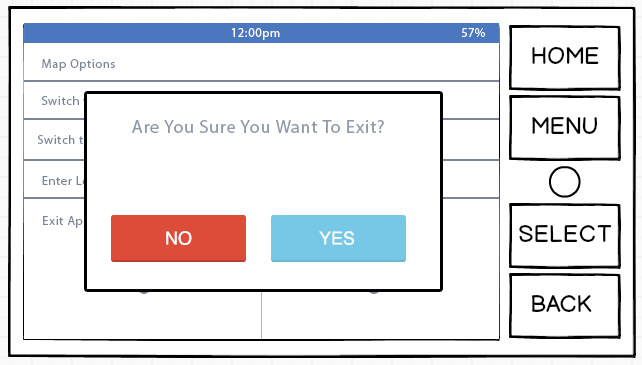 12:00pm 57%
Map Options
Switch
Switch t
Enter L
Exit Ap
Are You Sure You Want To Exit?
NO YES
HOME
MENU
SELECT
BACK